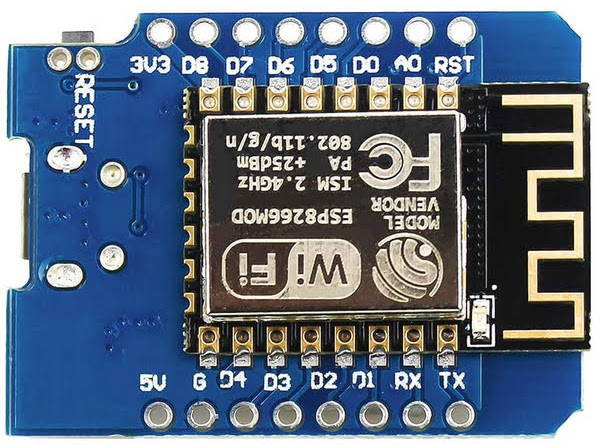 3V3 D8 D7 D6 D5 D0 A0 RST
RESET
MODEL
VENDOR
ESP8266MOD
ISM 2.4GHz
PA +25dBm
802.11b/g/n
FC
Wi Fi
5V G D4 D3 D2 D1 RX TX